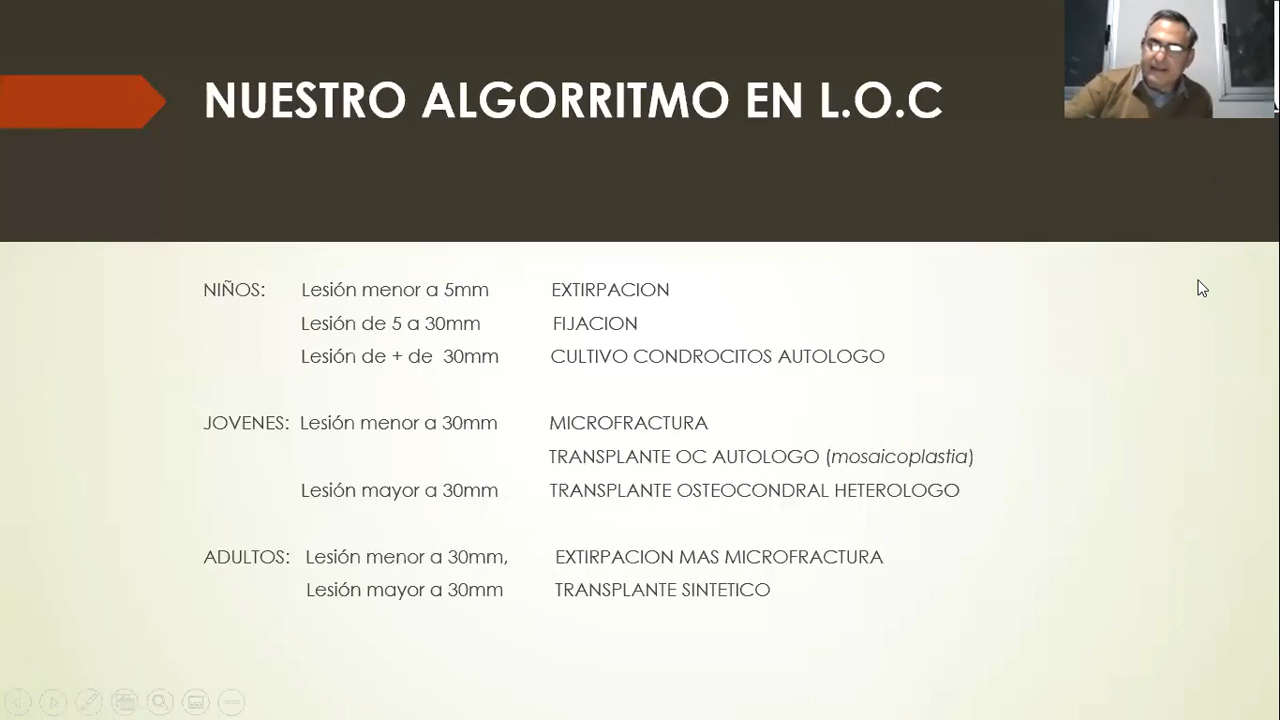 NUESTRO ALGORRITMO EN L.O.C
NIÑOS: Lesión menor a 5mm EXTIRPACION
Lesión de 5 a 30mm FIJACION
Lesión de + de 30mm CULTIVO CONDROCITOS AUTOLOGO
JOVENES: Lesión menor a 30mm MICROFRACTURA
TRANSPLANTE OC AUTOLOGO (mosaicoplastia)
Lesión mayor a 30mm TRANSPLANTE OSTEOCONDRAL HETEROLOGO
ADULTOS: Lesión menor a 30mm, EXTIRPACION MAS MICROFRACTURA
Lesión mayor a 30mm TRANSPLANTE SINTETICO